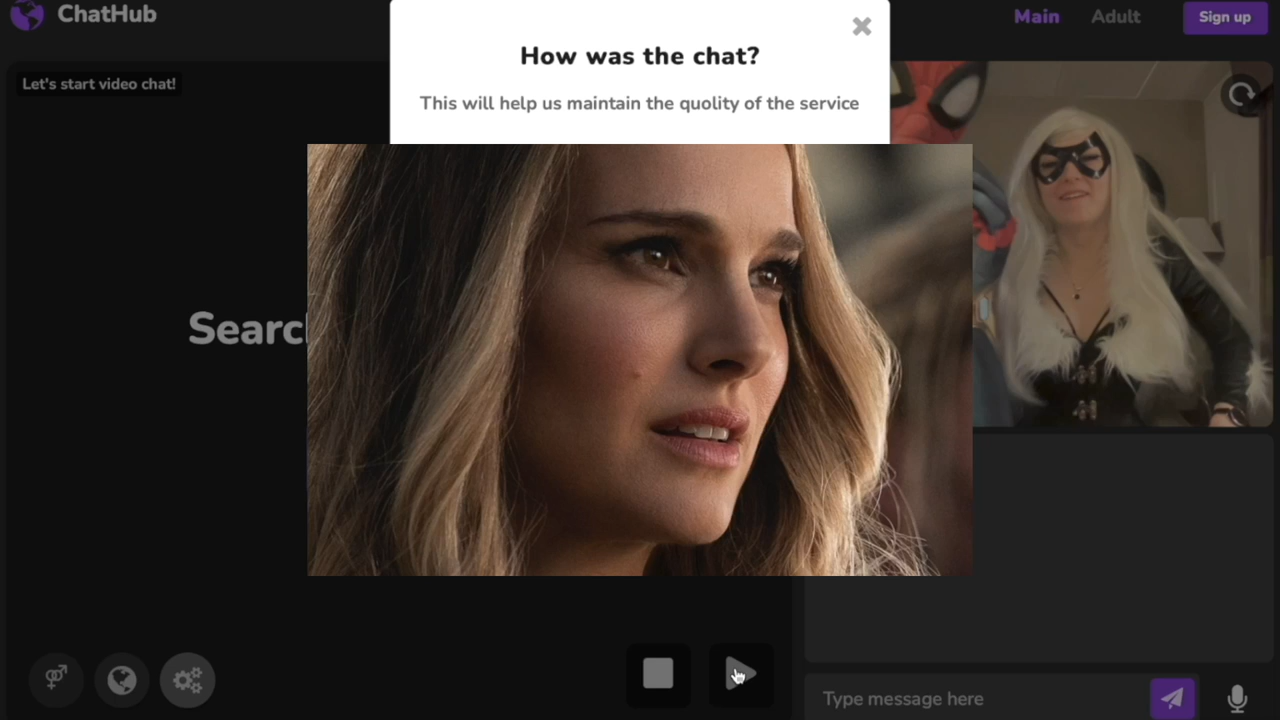 ChatHub
Main
Adult
Sign up
How was the chat?
This will help us maintain the quolity of the service
Let's start video chat!
Type message here